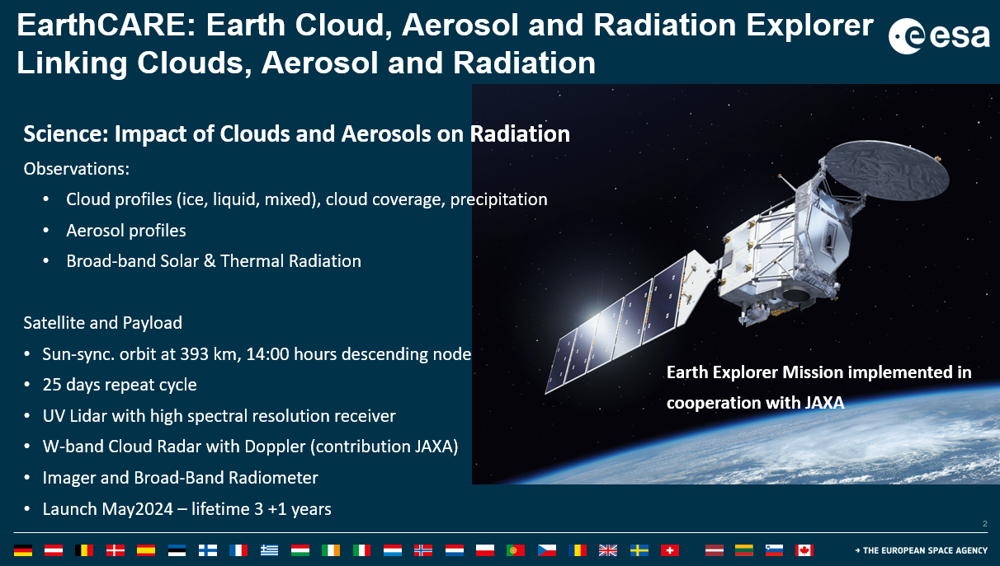 EarthCARE: Earth Cloud, Aerosol and Radiation Explorer
Linking Clouds, Aerosol and Radiation
esa
Science: Impact of Clouds and Aerosols on Radiation
Observations:
• Cloud profiles (ice, liquid, mixed), cloud coverage, precipitation
• Aerosol profiles
• Broad-band Solar & Thermal Radiation
Satellite and Payload
• Sun-sync. orbit at 393 km, 14:00 hours descending node
• 25 days repeat cycle
• UV Lidar with high spectral resolution receiver
• W-band Cloud Radar with Doppler (contribution JAXA)
• Imager and Broad-Band Radiometer
• Launch May2024 – lifetime 3 +1 years
Earth Explorer Mission implemented in
cooperation with JAXA
2
→ THE EUROPEAN SPACE AGENCY